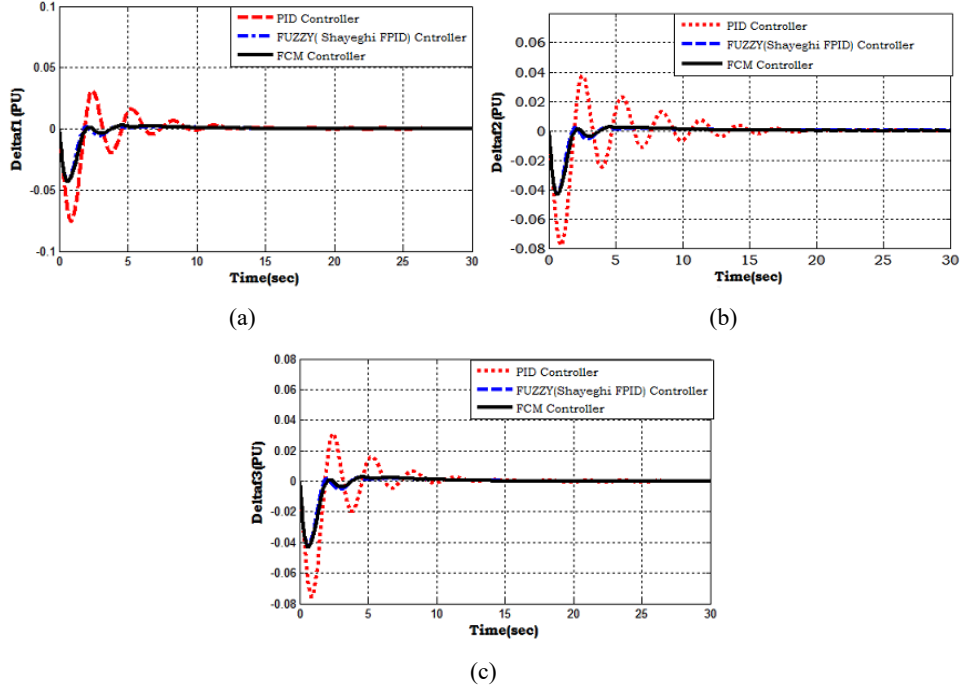 0.1
0.05
0
-0.05
-0.1
Deltaf1 (PU)
PID Controller
FUZZY( Shayeghi FPID) Cntroller
FCM Controller
0 5 10 15 20 25 30
Time(sec)
(a)
0.08
0.06
0.04
0.02
0
-0.02
-0.04
-0.06
-0.08
Deltaf2(PU)
PID Controller
FUZZY(Shayeghi FPID) Cntroller
FCM Controller
0 5 10 15 20 25 30
Time(sec)
(b)
0.08
0.06
0.04
0.02
0
-0.02
-0.04
-0.06
-0.08
Deltaf3(PU)
PID Controller
FUZZY(Shayeghi FPID) Controller
FCM Controller
0 5 10 15 20 25 30
Time(sec)
(c)